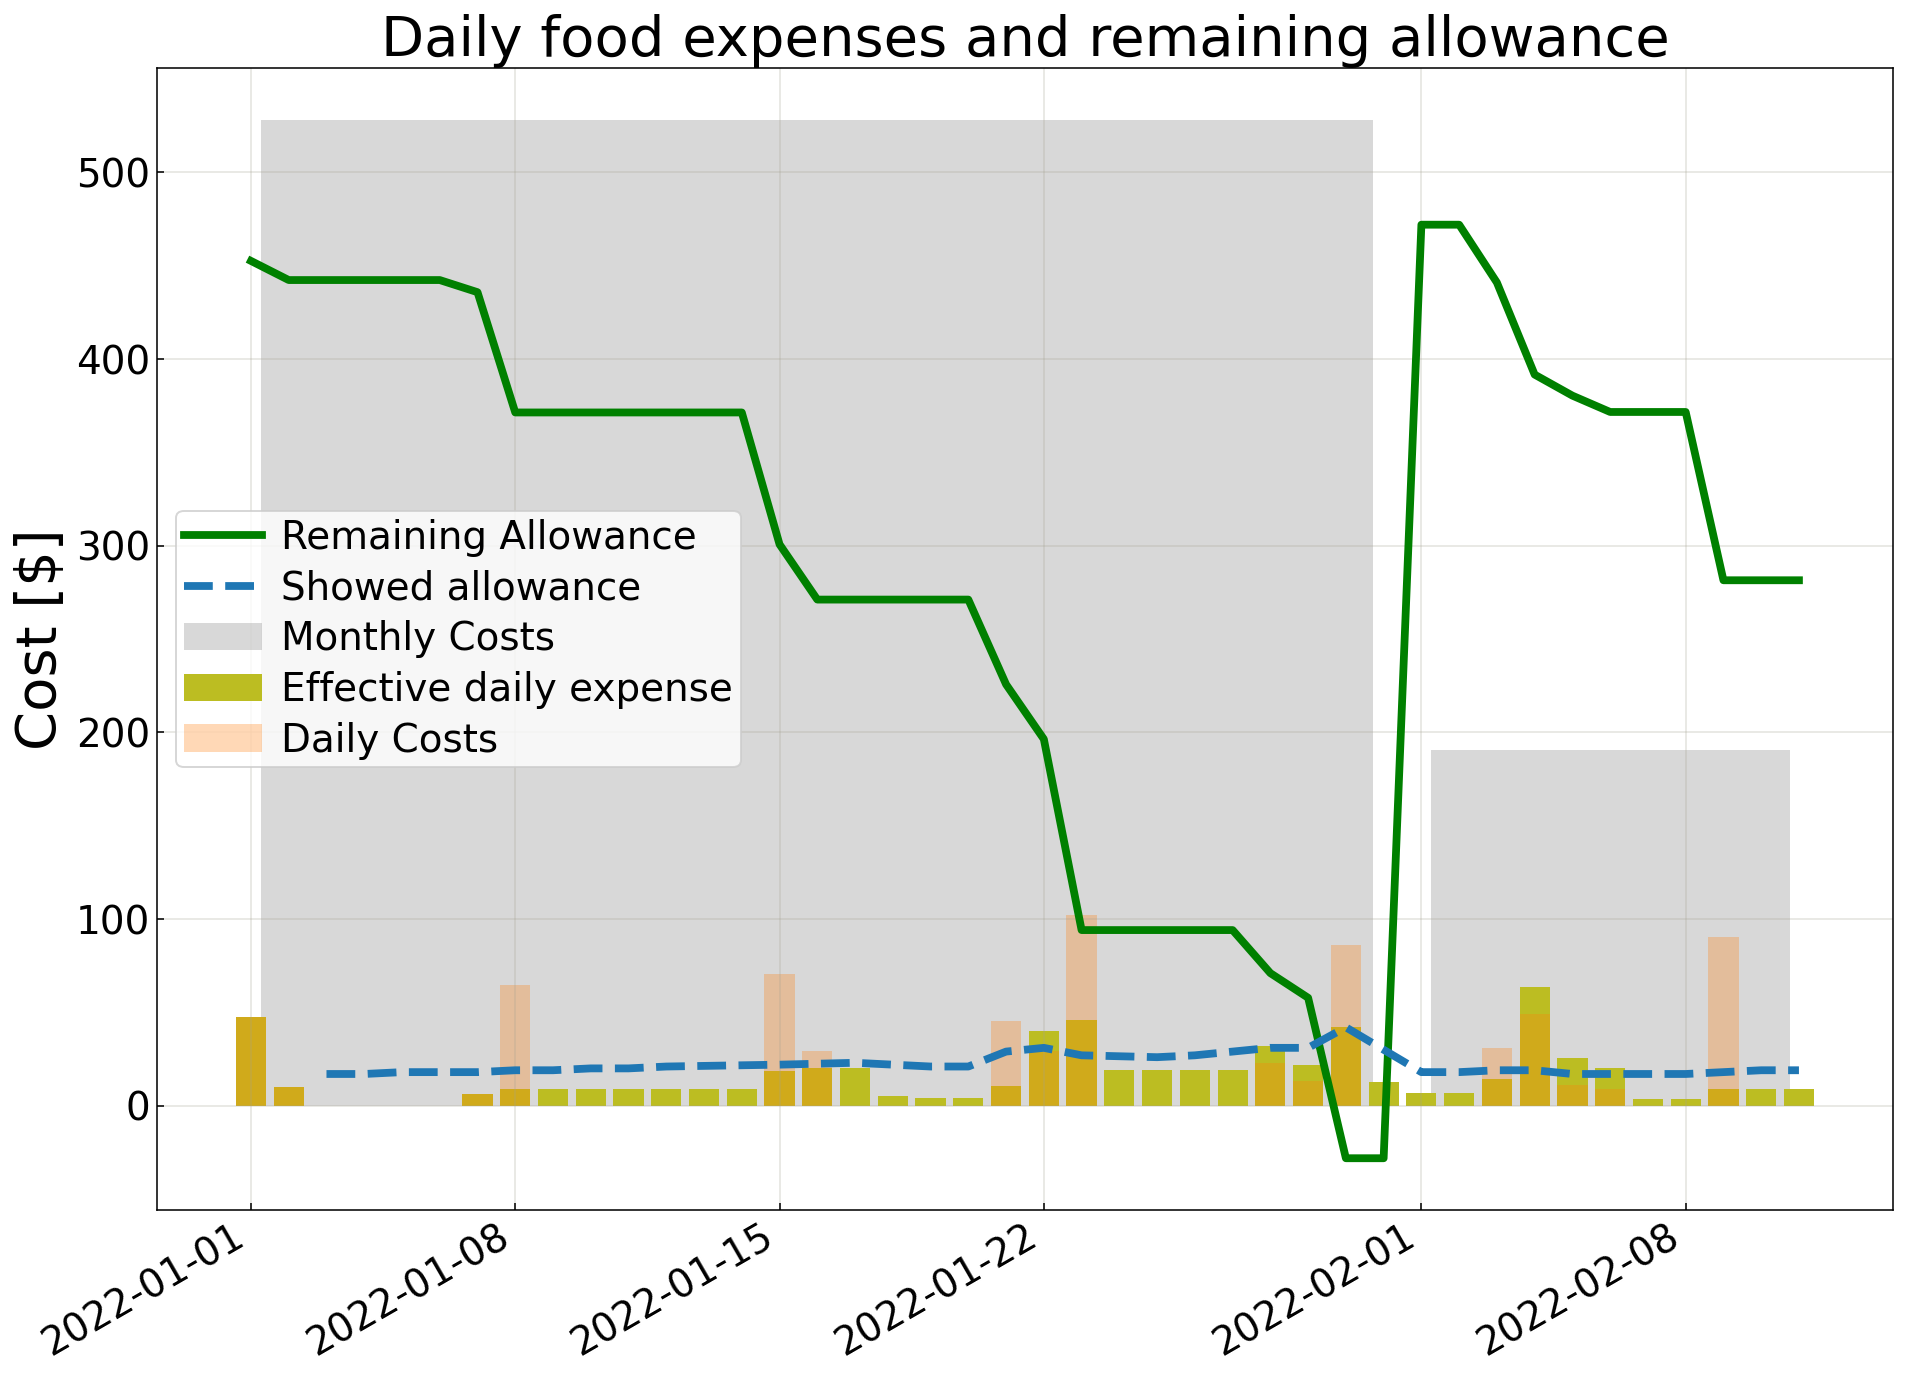 Daily food expenses and remaining allowance
Cost [$]
500
400
300
200
100
0
Remaining Allowance
Showed allowance
Monthly Costs
Effective daily expense
Daily Costs
2022-01-01
2022-01-08
2022-01-15
2022-01-22
2022-02-01
2022-02-08